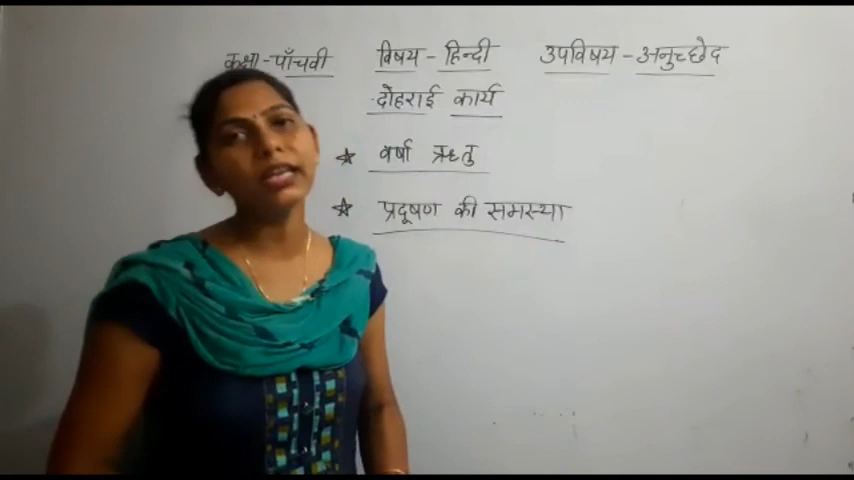 कक्षा - पाँचवी विषय - हिन्दी उपविषय - अनुच्छेद
दोहराई कार्य
★ वर्षा ऋतु
★ प्रदूषण की समस्या